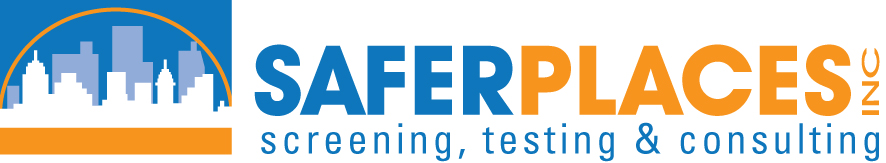 SAFERPLACES INC
screening, testing & consulting